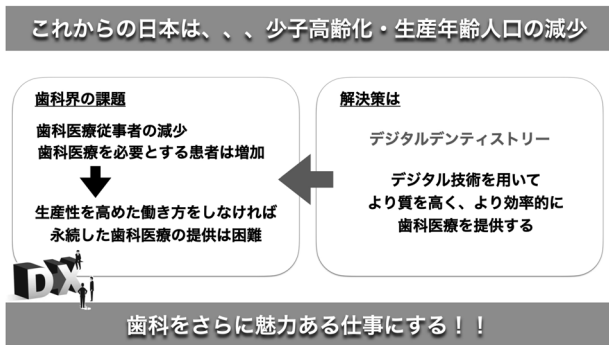 これからの日本は、、、少子高齢化・生産年齢人口の減少
歯科界の課題
歯科医療従事者の減少
歯科医療を必要とする患者は増加
生産性を高めた働き方をしなければ
永続した歯科医療の提供は困難
解決策は
デジタルデンティストリー
デジタル技術を用いて
より質を高く、より効率的に
歯科医療を提供する
DX
歯科をさらに魅力ある仕事にする！！